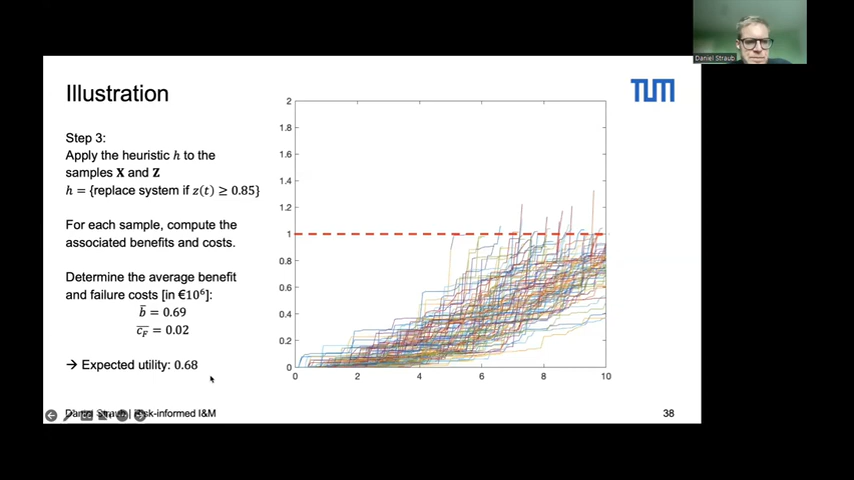 Daniel Straub
Illustration
TUM
Step 3:
Apply the heuristic h to the
samples X and Z
h = {replace system if z(t) ≥ 0.85}
For each sample, compute the
associated benefits and costs.
Determine the average benefit
and failure costs [in €10⁶]:
b̄ = 0.69
c̄_F = 0.02
→ Expected utility: 0.68
2
1.8
1.6
1.4
1.2
1
0.8
0.6
0.4
0.2
0
0 2 4 6 8 10
Daniel Straub | Risk-informed I&M
38